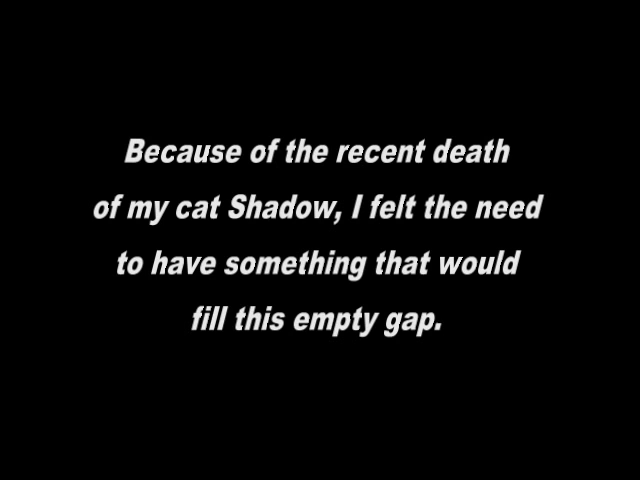 Because of the recent death
of my cat Shadow, I felt the need
to have something that would
fill this empty gap.